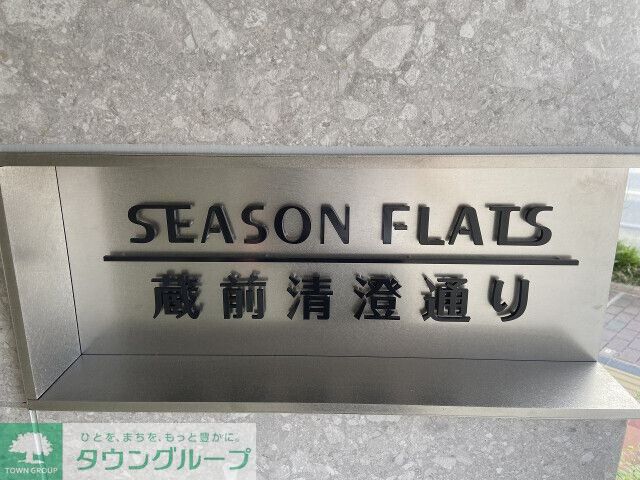 SEASON FLATS
蔵前清澄通り
ひとを、まちを、もっと豊かに。
タウングループ
TOWN GROUP